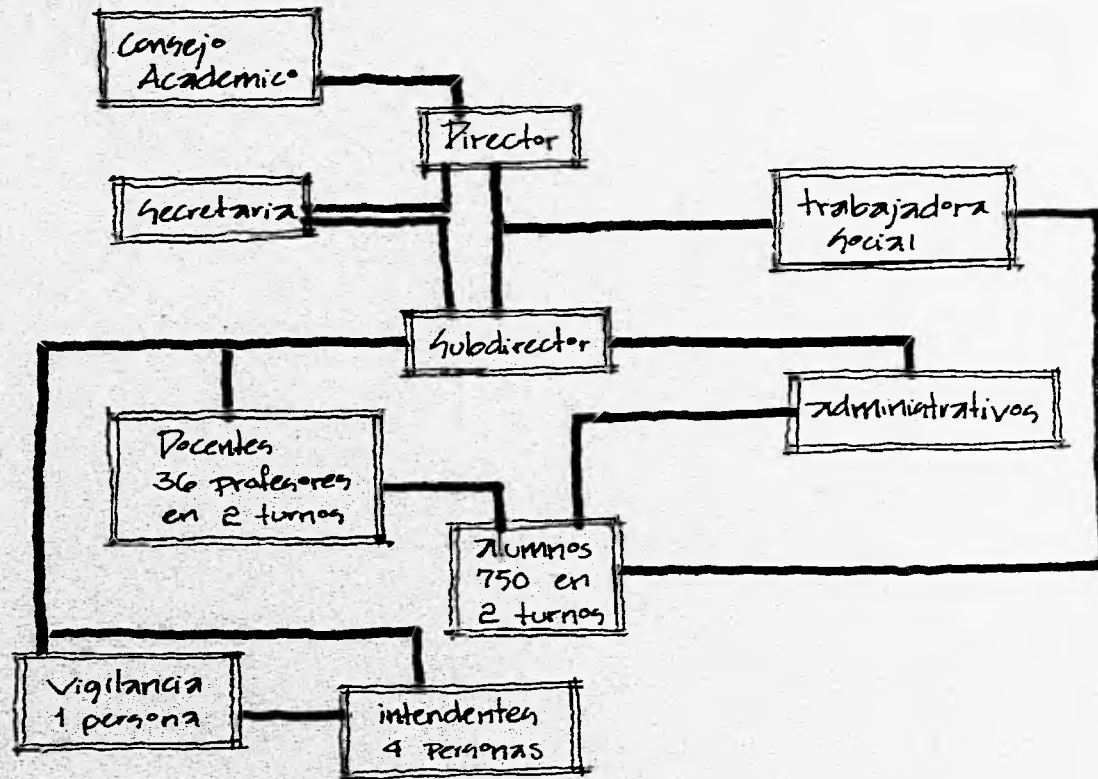 Consejo
Academico
Director
Secretaria
trabajadora
social
Subdirector
administrativos
Docentes
36 profesores
en 2 turnos
alumnos
750 en
2 turnos
Vigilancia
1 persona
intendentes
4 personas